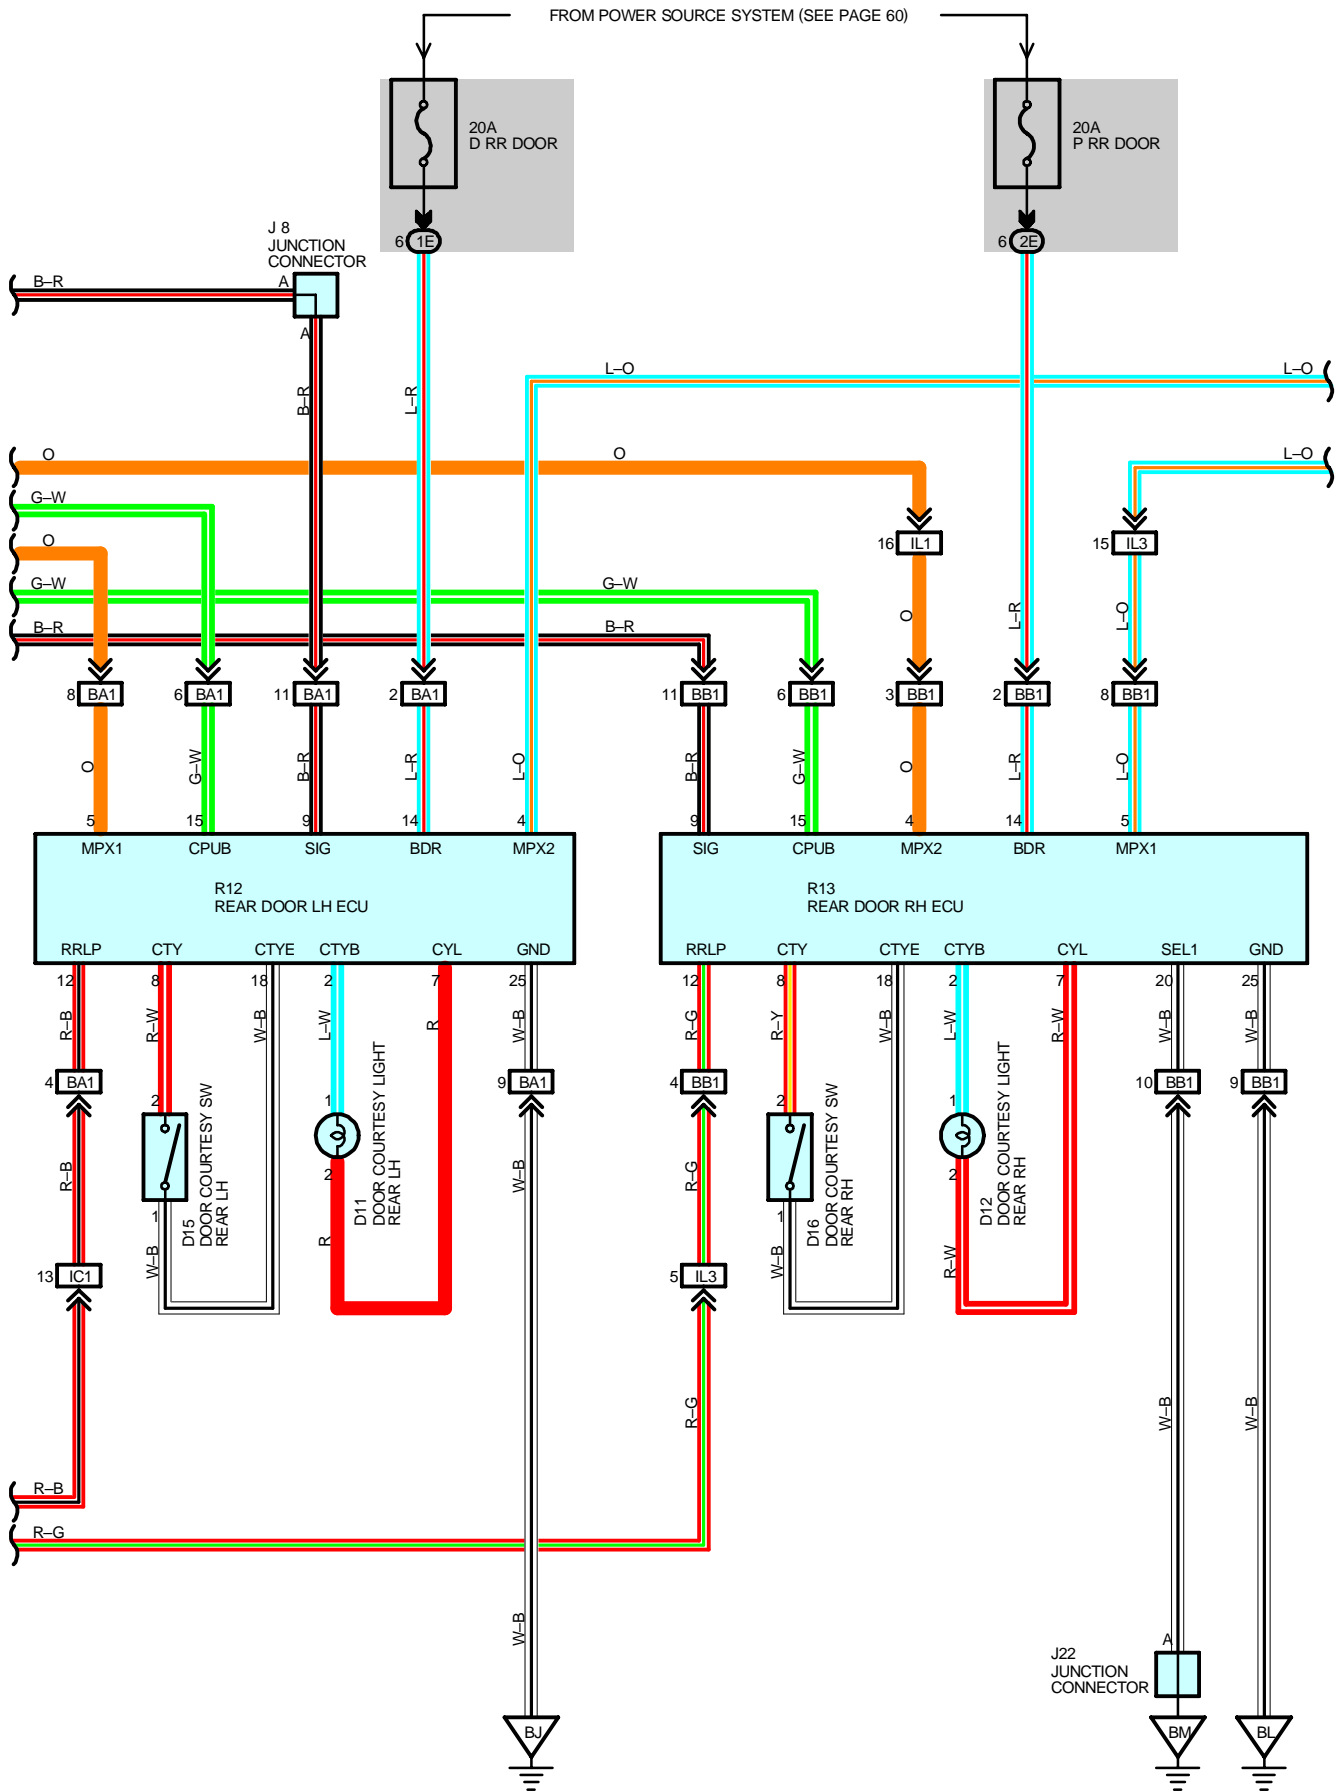 FROM POWER SOURCE SYSTEM (SEE PAGE 60)
20A
D RR DOOR
20A
P RR DOOR
6 1E
6 2E
J 8
JUNCTION
CONNECTOR
B–R
A
A
B–R
L–R
L–O
L–O
O
O
L–O
G–W
16 IL1
15 IL3
O
G–W
G–W
B–R
B–R
O
L–R
L–O
8 BA1
6 BA1
11 BA1
2 BA1
11 BB1
6 BB1
3 BB1
2 BB1
8 BB1
O
G–W
B–R
L–R
L–O
B–R
G–W
O
L–R
L–O
5
15
9
14
4
9
15
4
14
5
MPX1
CPUB
SIG
BDR
MPX2
SIG
CPUB
MPX2
BDR
MPX1
R12
REAR DOOR LH ECU
R13
REAR DOOR RH ECU
RRLP
CTY
CTYE
CTYB
CYL
GND
RRLP
CTY
CTYE
CTYB
CYL
SEL1
GND
12
8
18
2
7
25
12
8
18
2
7
20
25
R–B
R–W
W–B
L–W
R
W–B
R–G
R–Y
W–B
L–W
R–W
W–B
W–B
4 BA1
9 BA1
4 BB1
10 BB1
9 BB1
2
1
2
1
R–B
1
D15
DOOR COURTESY SW
REAR LH
2
D11
DOOR COURTESY LIGHT
REAR LH
W–B
R–G
1
D16
DOOR COURTESY SW
REAR RH
2
D12
DOOR COURTESY LIGHT
REAR RH
W–B
R
W–B
R–W
13 IC1
5 IL3
R–G
W–B
W–B
R–B
R–G
W–B
J22
JUNCTION
CONNECTOR
A
BJ
BM
BL